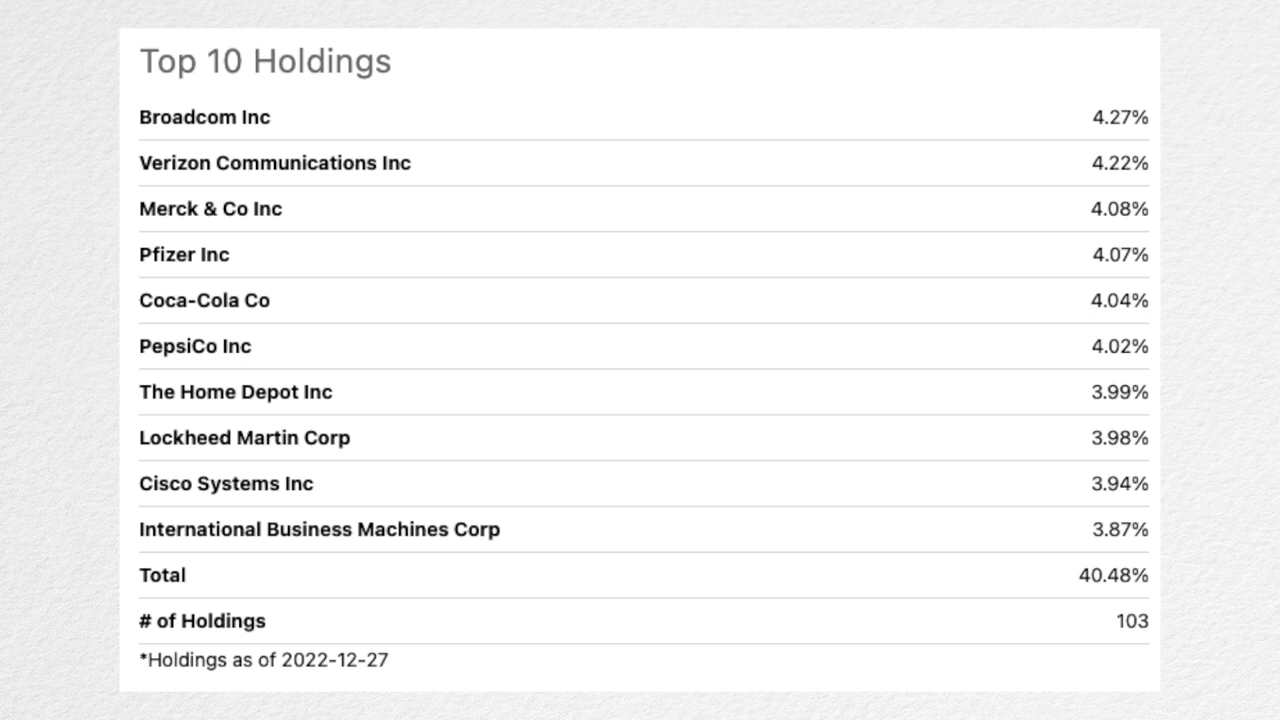 Top 10 Holdings
Broadcom Inc 4.27%
Verizon Communications Inc 4.22%
Merck & Co Inc 4.08%
Pfizer Inc 4.07%
Coca-Cola Co 4.04%
PepsiCo Inc 4.02%
The Home Depot Inc 3.99%
Lockheed Martin Corp 3.98%
Cisco Systems Inc 3.94%
International Business Machines Corp 3.87%
Total 40.48%
# of Holdings 103
*Holdings as of 2022-12-27